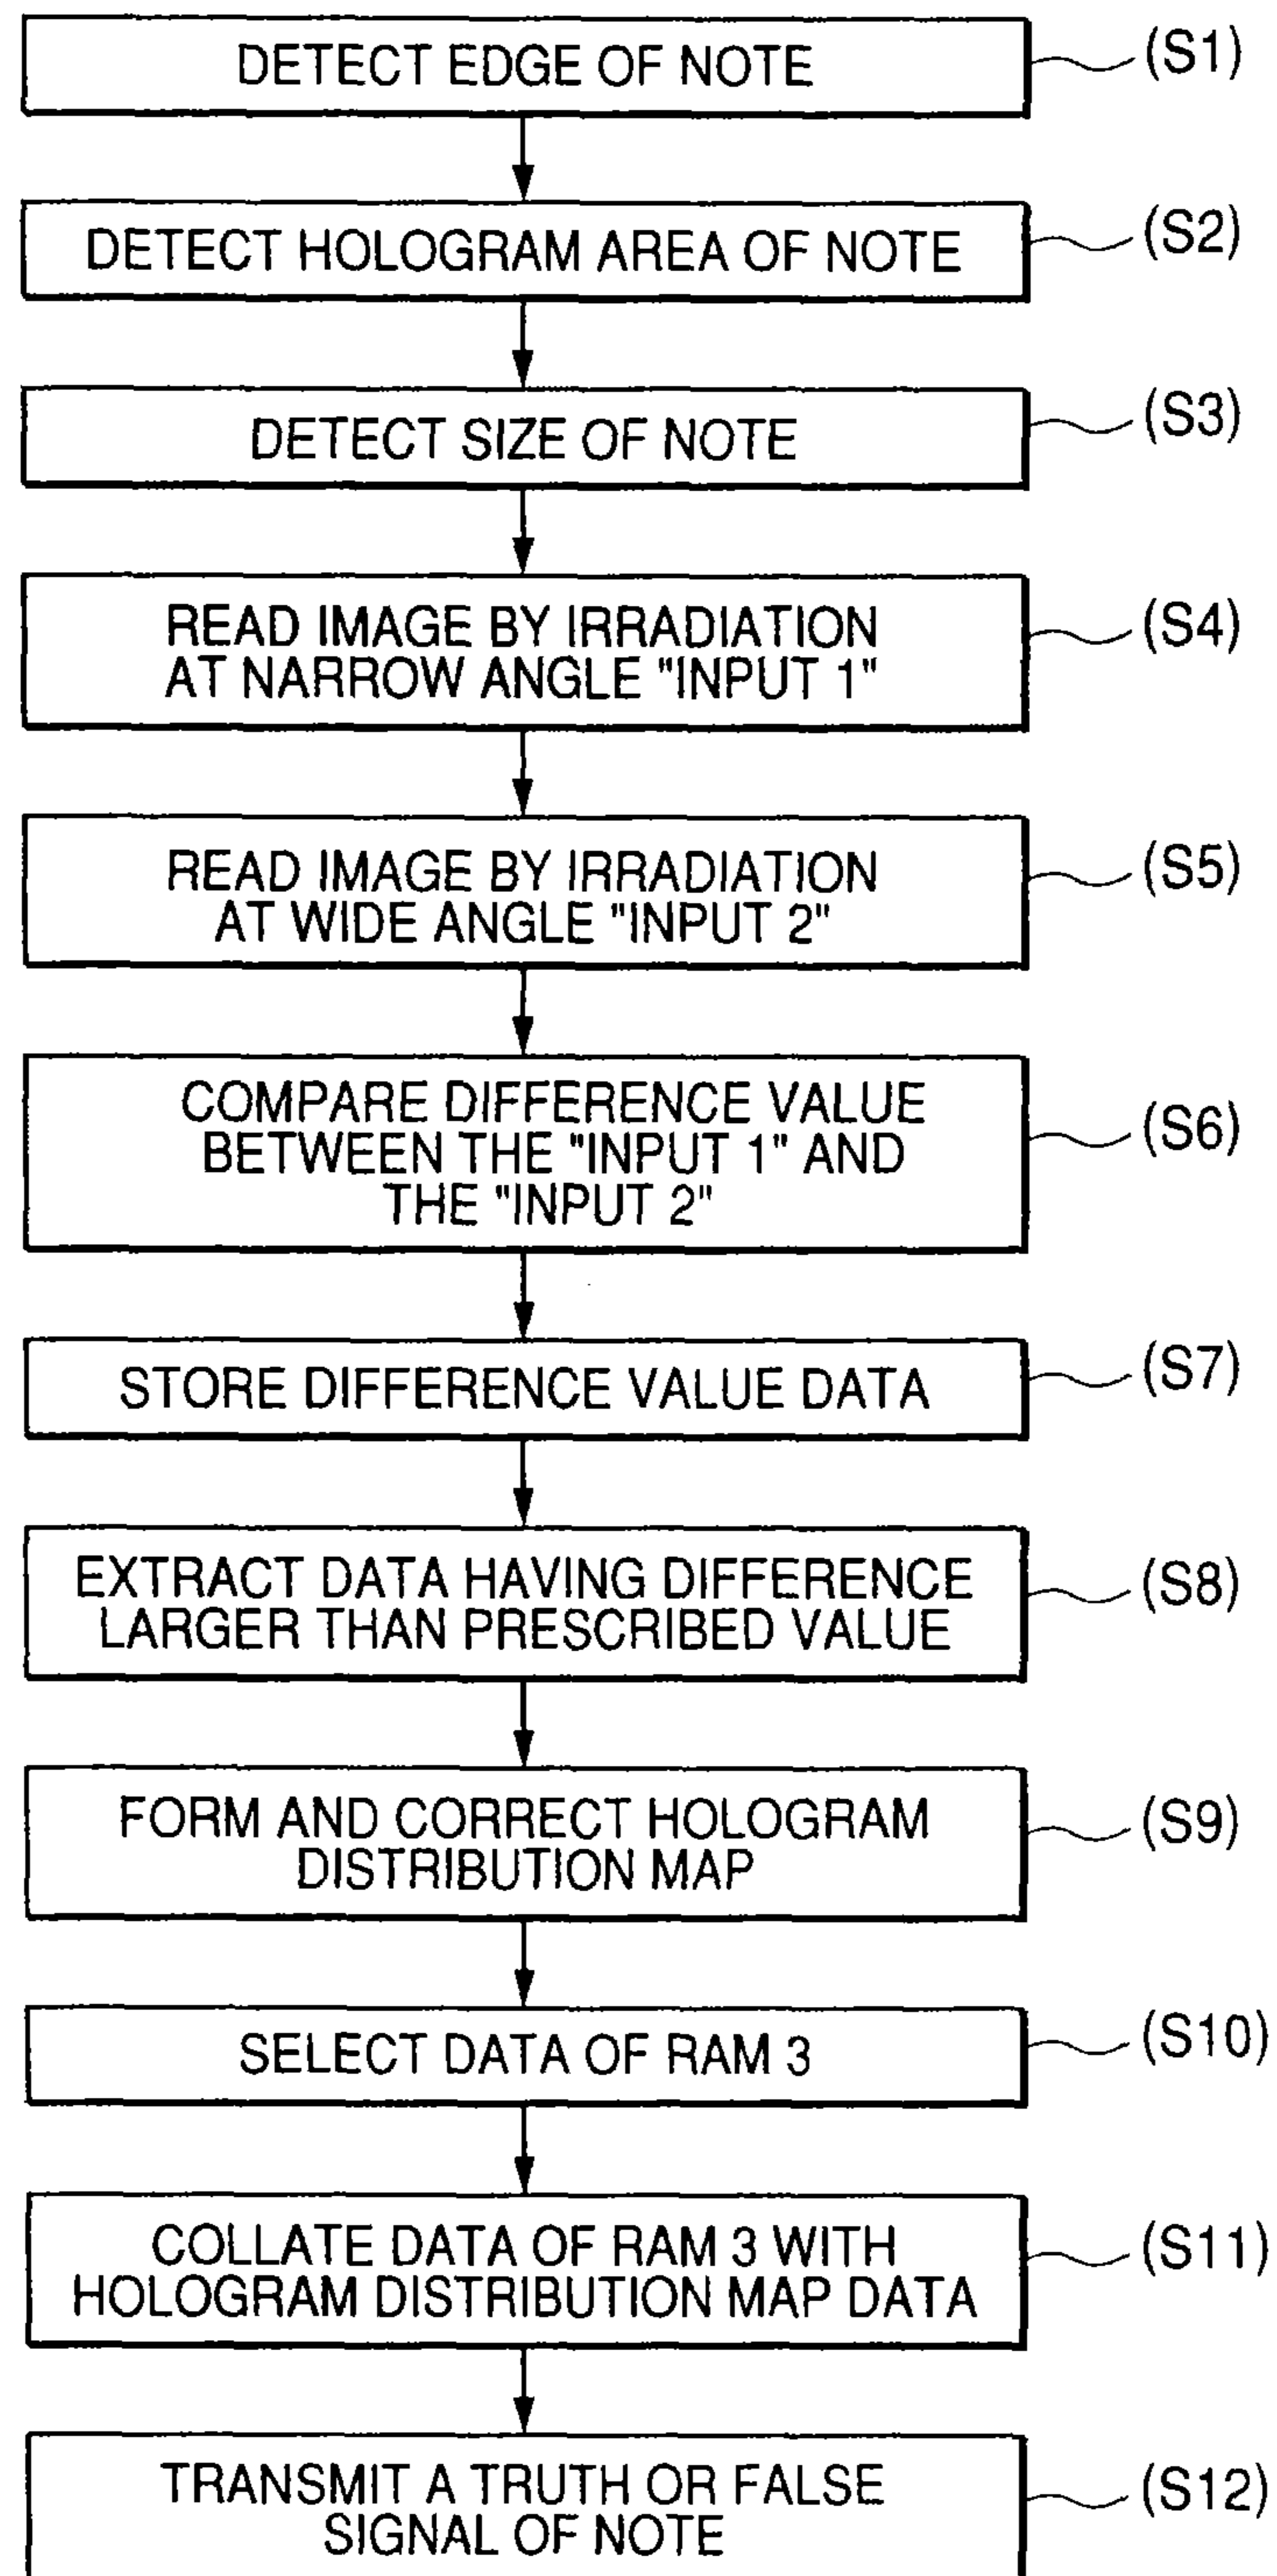 DETECT EDGE OF NOTE
(S1)
DETECT HOLOGRAM AREA OF NOTE
(S2)
DETECT SIZE OF NOTE
(S3)
READ IMAGE BY IRRADIATION
AT NARROW ANGLE "INPUT 1"
(S4)
READ IMAGE BY IRRADIATION
AT WIDE ANGLE "INPUT 2"
(S5)
COMPARE DIFFERENCE VALUE
BETWEEN THE "INPUT 1" AND
THE "INPUT 2"
(S6)
STORE DIFFERENCE VALUE DATA
(S7)
EXTRACT DATA HAVING DIFFERENCE
LARGER THAN PRESCRIBED VALUE
(S8)
FORM AND CORRECT HOLOGRAM
DISTRIBUTION MAP
(S9)
SELECT DATA OF RAM 3
(S10)
COLLATE DATA OF RAM 3 WITH
HOLOGRAM DISTRIBUTION MAP DATA
(S11)
TRANSMIT A TRUTH OR FALSE
SIGNAL OF NOTE
(S12)